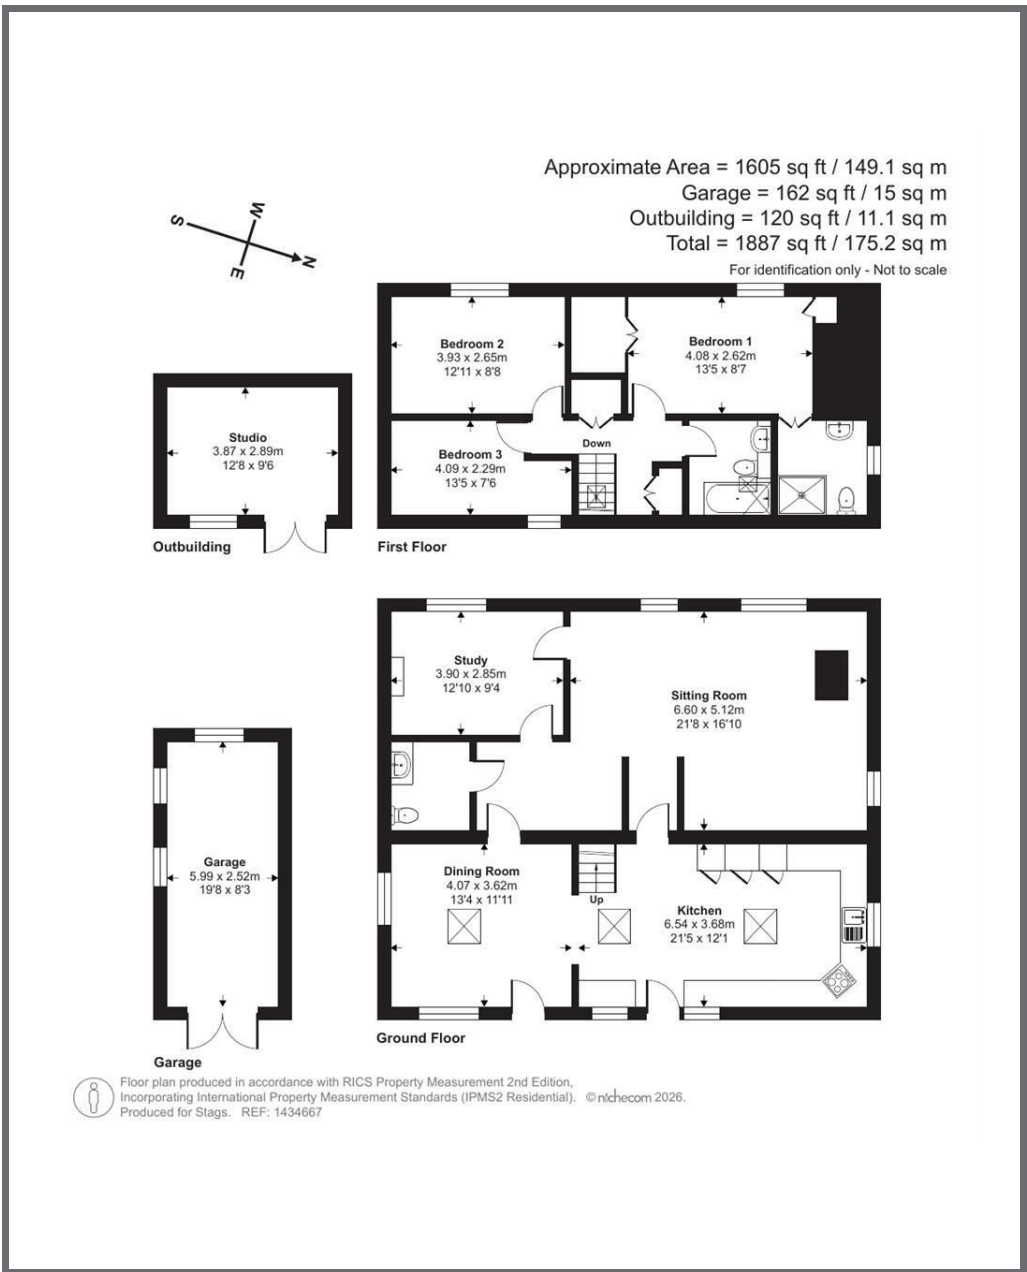 Approximate Area = 1605 sq ft / 149.1 sq m
Garage = 162 sq ft / 15 sq m
Outbuilding = 120 sq ft / 11.1 sq m
Total = 1887 sq ft / 175.2 sq m
For identification only - Not to scale
S
W
N
E
Bedroom 2
3.93 x 2.65m
12'11 x 8'8
Bedroom 1
4.08 x 2.62m
13'5 x 8'7
Studio
3.87 x 2.89m
12'8 x 9'6
Down
Bedroom 3
4.09 x 2.29m
13'5 x 7'6
Outbuilding
First Floor
Study
3.90 x 2.85m
12'10 x 9'4
Sitting Room
6.60 x 5.12m
21'8 x 16'10
Garage
5.99 x 2.52m
19'8 x 8'3
Dining Room
4.07 x 3.62m
13'4 x 11'11
Up
Kitchen
6.54 x 3.68m
21'5 x 12'1
Ground Floor
Garage
Floor plan produced in accordance with RICS Property Measurement 2nd Edition,
Incorporating International Property Measurement Standards (IPMS2 Residential). © nichecom 2026.
Produced for Stags. REF: 1434667